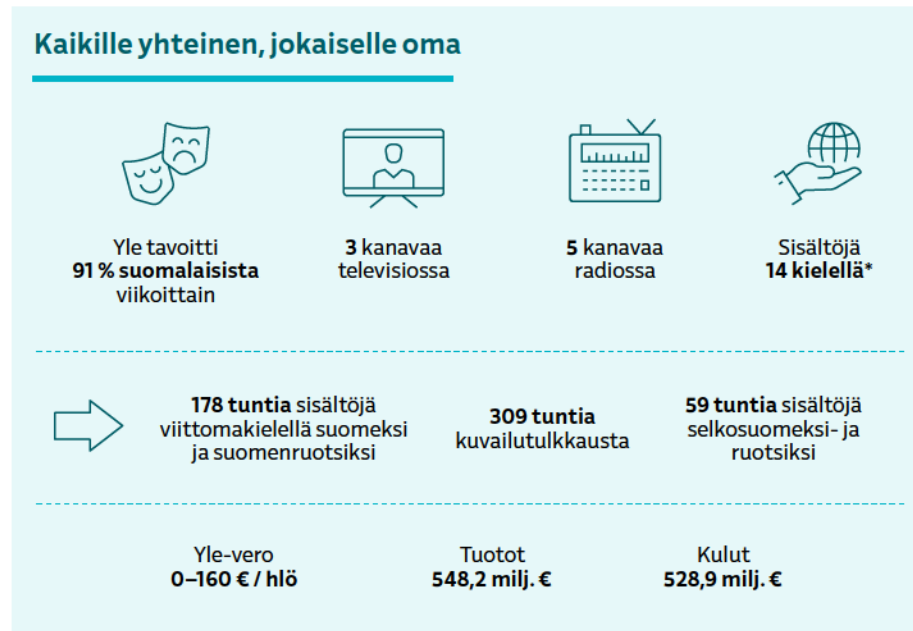 Kaikille yhteinen, jokaiselle oma
Yle tavoitti
91 % suomalaisista
viikoittain
3 kanavaa
televisiossa
5 kanavaa
radiossa
Sisältöjä
14 kielellä*
178 tuntia sisältöjä
viittomakielellä suomeksi
ja suomenruotsiksi
309 tuntia
kuvailutulkkausta
59 tuntia sisältöjä
selkosuomeksi- ja
ruotsiksi
Yle-vero
0–160 € / hlö
Tuotot
548,2 milj. €
Kulut
528,9 milj. €